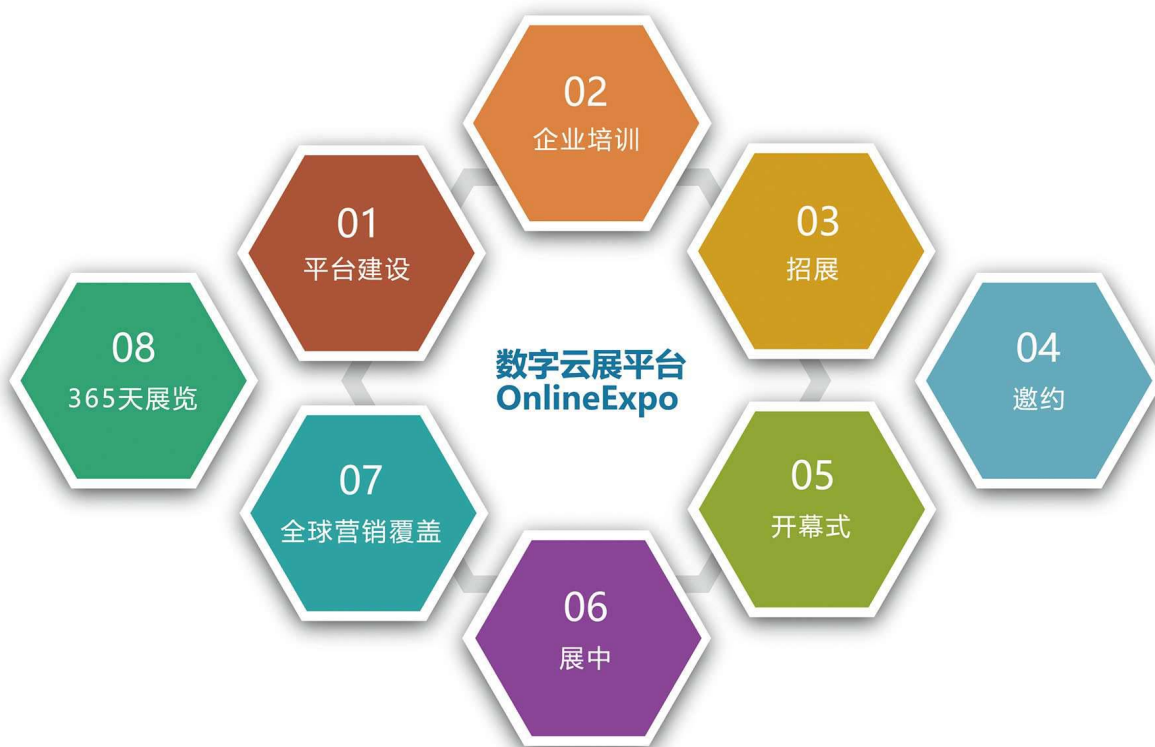 02
企业培训
01
平台建设
03
招展
08
365天展览
数字云展平台
OnlineExpo
04
邀约
07
全球营销覆盖
05
开幕式
06
展中